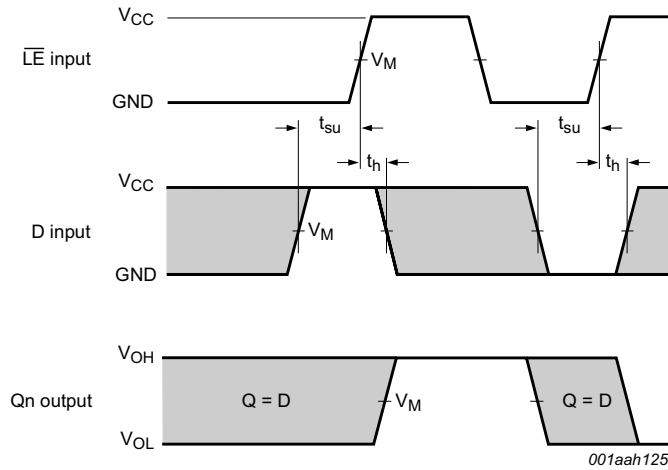 VCC
LE input
VM
GND
tsu
tsu
th
th
VCC
D input
VM
GND
VOH
Qn output
Q = D
VM
Q = D
VOL
001aah125